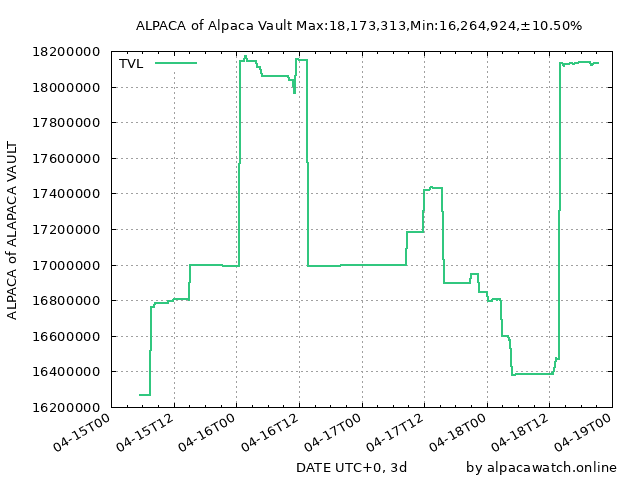 ALPACA of Alpaca Vault Max:18,173,313,Min:16,264,924,±10.50%
TVL
18200000
18000000
17800000
17600000
17400000
17200000
17000000
16800000
16600000
16400000
16200000
ALPACA of ALAPACA VAULT
04-15T00
04-15T12
04-16T00
04-16T12
04-17T00
04-17T12
04-18T00
04-18T12
04-19T00
DATE UTC+0, 3d
by alpacawatch.online